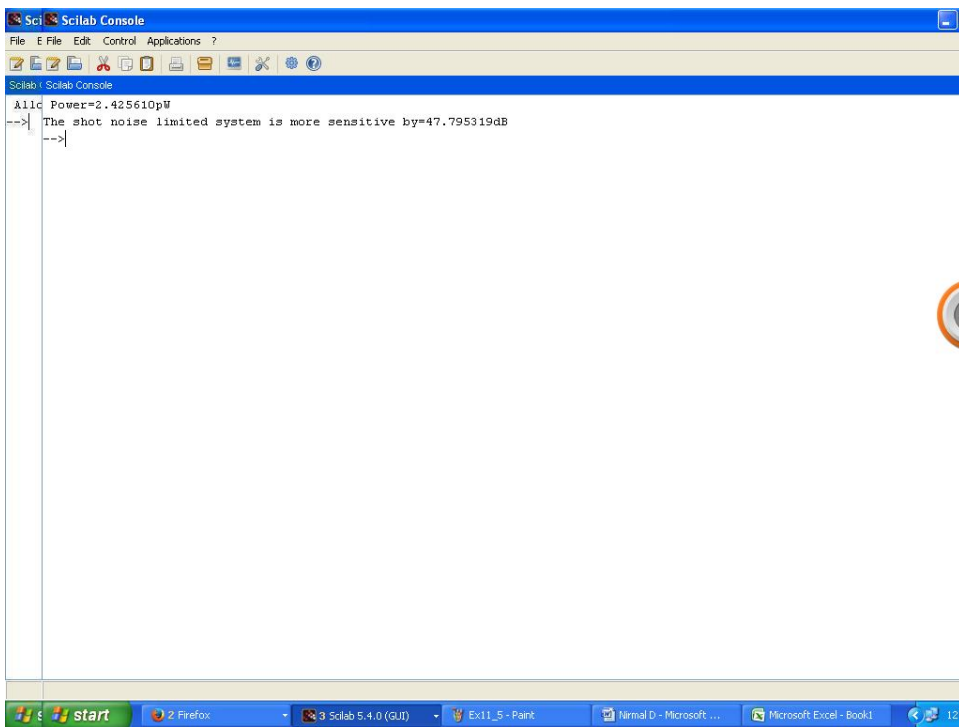 Sci Scilab Console
File E File Edit Control Applications ?
Scilab ( Scilab Console
Allo Power=2.425610pW
-->| The shot noise limited system is more sensitive by=47.795319dB
-->|
s start 2 Firefox 3 Scilab 5.4.0 (GUI) Ex11_5 - Paint Nirmal D - Microsoft ... Microsoft Excel - Book1 12